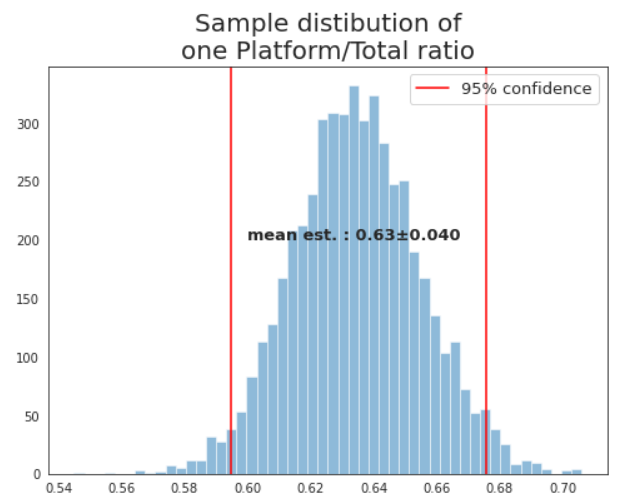 Sample distibution of
one Platform/Total ratio
95% confidence
300
250
mean est. : 0.63±0.040
200
150
100
50
0
0.54 0.56 0.58 0.60 0.62 0.64 0.66 0.68 0.70